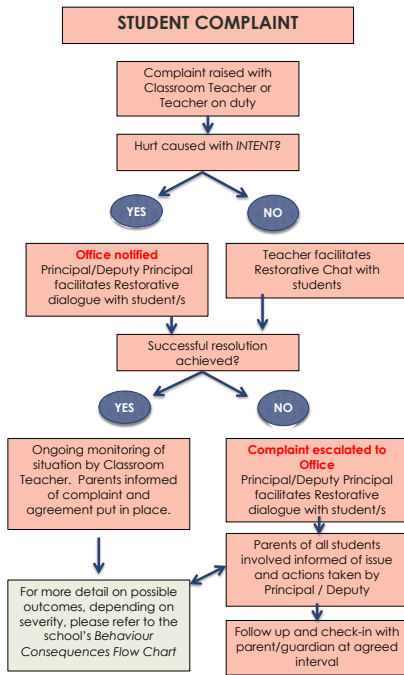 STUDENT COMPLAINT
Complaint raised with
Classroom Teacher or
Teacher on duty
Hurt caused with INTENT?
YES
NO
Office notified
Principal/Deputy Principal
facilitates Restorative
dialogue with student/s
Teacher facilitates
Restorative Chat with
students
Successful resolution
achieved?
YES
NO
Ongoing monitoring of
situation by Classroom
Teacher. Parents informed
of complaint and
agreement put in place.
Complaint escalated to
Office
Principal/Deputy Principal
facilitates Restorative
dialogue with student/s
Parents of all students
involved informed of issue
and actions taken by
Principal / Deputy
For more detail on possible
outcomes, depending on
severity, please refer to the
school's Behaviour
Consequences Flow Chart
Follow up and check-in with
parent/guardian at agreed
interval